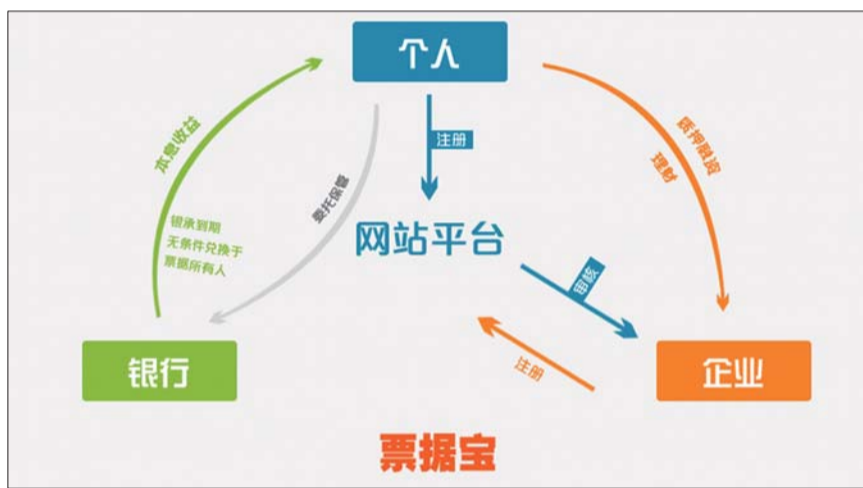 个人
本息收益
委托保管
注册
质押融资
理财
银承到期
无条件兑换于
票据所有人
网站平台
审核
注册
银行
企业
票据宝